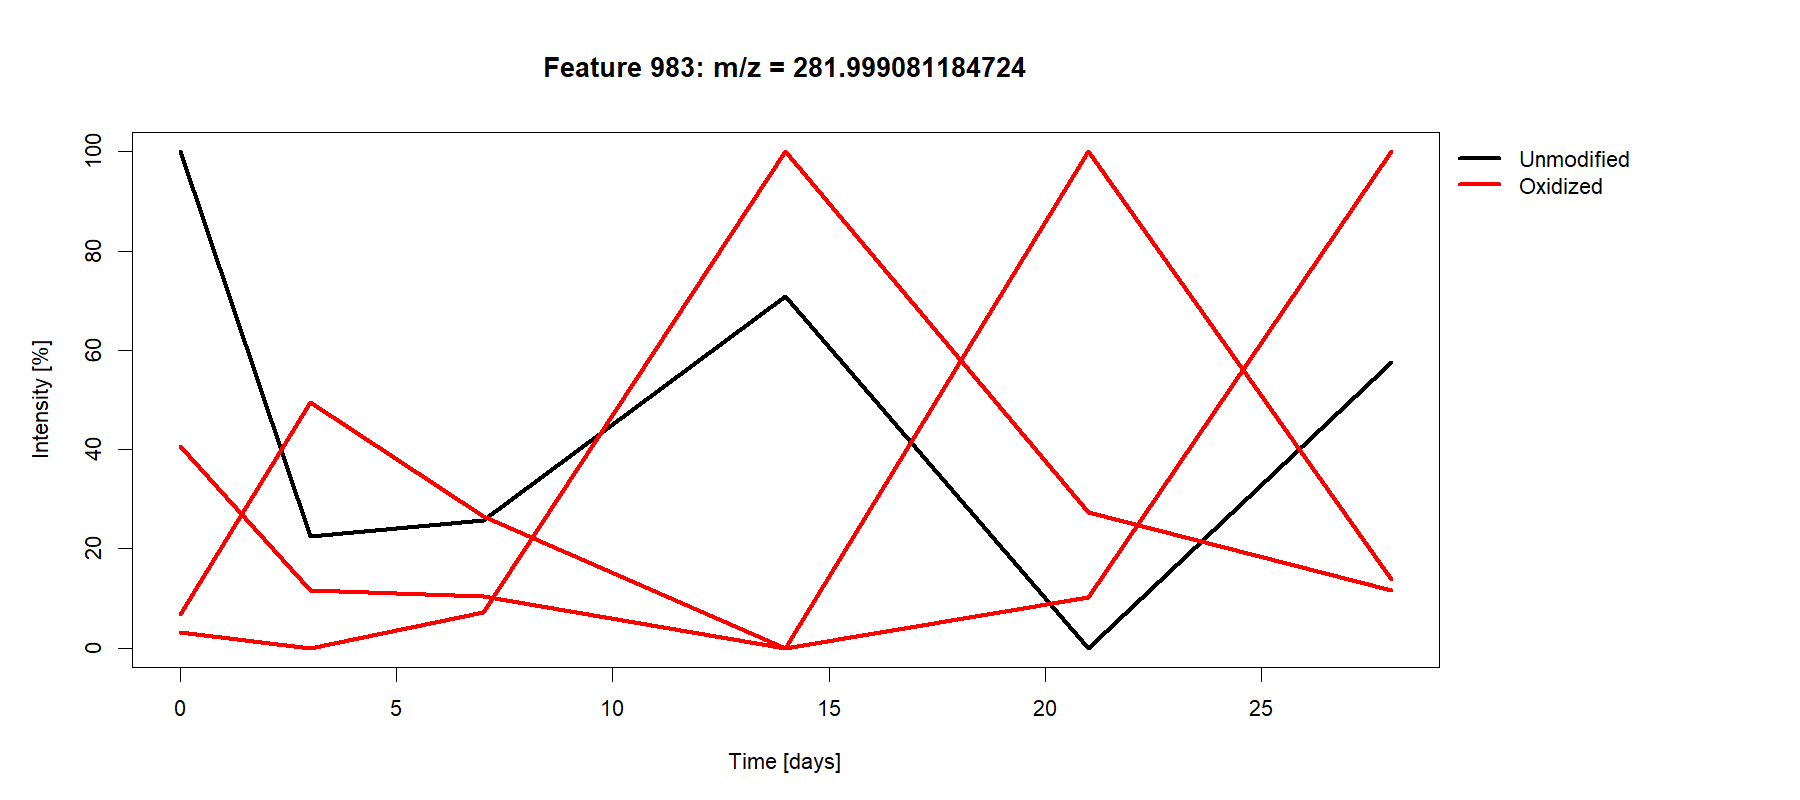 Feature 983: m/z = 281.999081184724
100
80
60
40
20
0
Intensity [%]
0 5 10 15 20 25
Time [days]
Unmodified
Oxidized